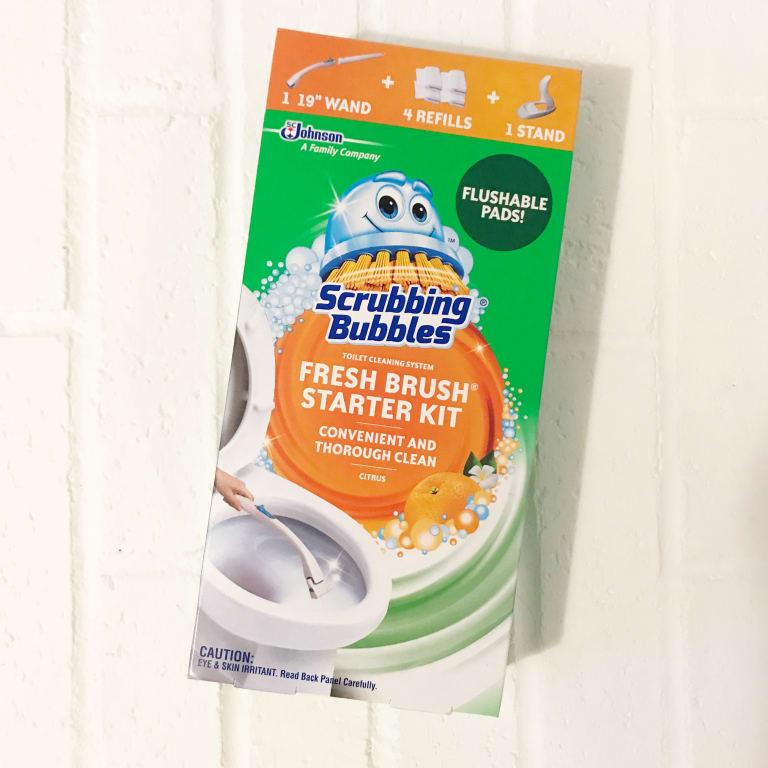 1 19" WAND
+
4 REFILLS
+
1 STAND
SC Johnson
A Family Company
FLUSHABLE
PADS!
™
Scrubbing
Bubbles®
TOILET CLEANING SYSTEM
FRESH BRUSH®
STARTER KIT
CONVENIENT AND
THOROUGH CLEAN
CITRUS
CAUTION:
EYE & SKIN IRRITANT. Read Back Panel Carefully.